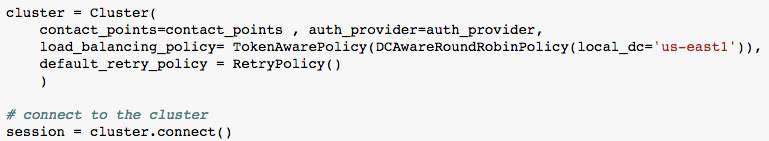 cluster = Cluster(
    contact_points=contact_points , auth_provider=auth_provider,
    load_balancing_policy= TokenAwarePolicy(DCAwareRoundRobinPolicy(local_dc='us-east1')),
    default_retry_policy = RetryPolicy()
    )
# connect to the cluster
session = cluster.connect()